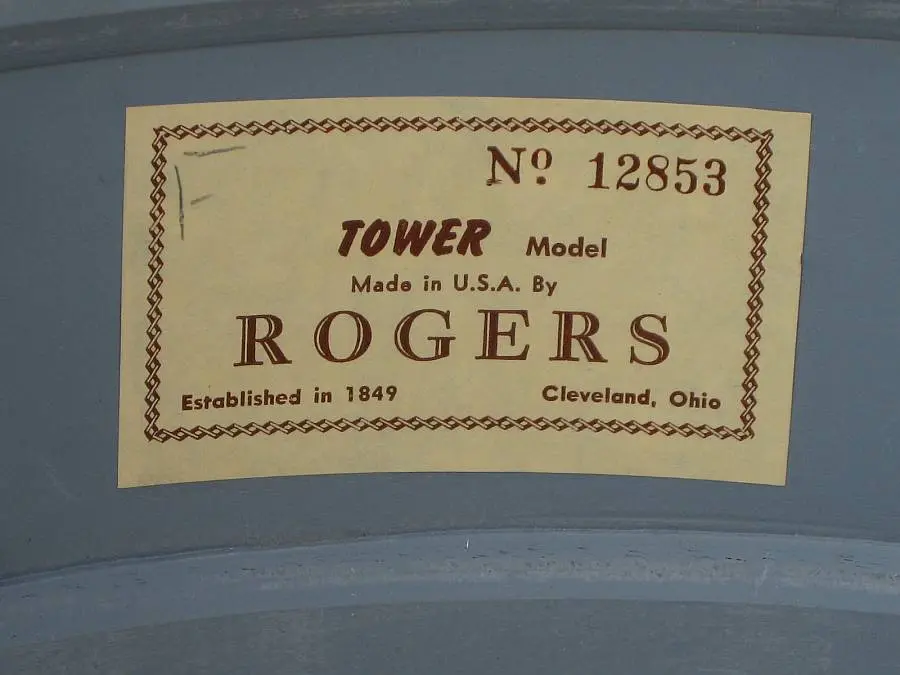 F
Nº 12853
TOWER Model
Made in U.S.A. By
ROGERS
Established in 1849 Cleveland, Ohio